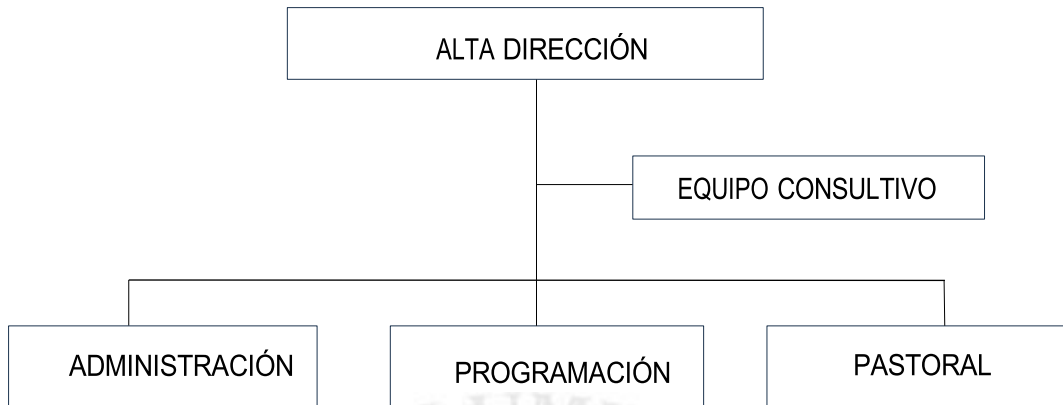 ALTA DIRECCIÓN
EQUIPO CONSULTIVO
ADMINISTRACIÓN
PROGRAMACIÓN
PASTORAL